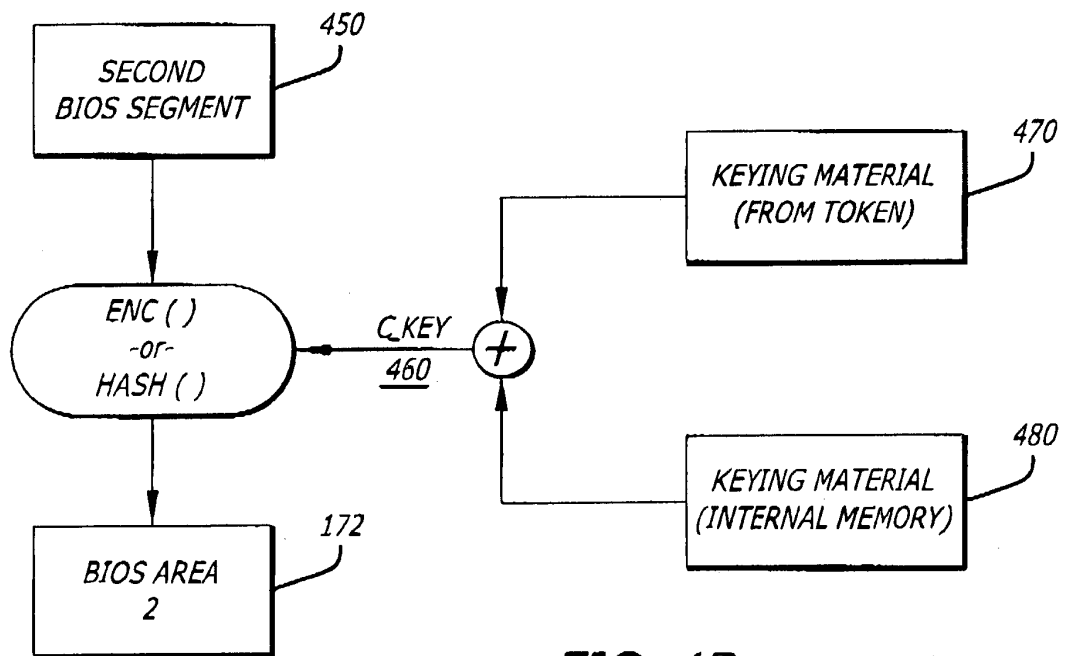 450
SECOND
BIOS SEGMENT
470
KEYING MATERIAL
(FROM TOKEN)
ENC ( )
-or-
HASH ( )
C_KEY
460
+
480
KEYING MATERIAL
(INTERNAL MEMORY)
172
BIOS AREA
2